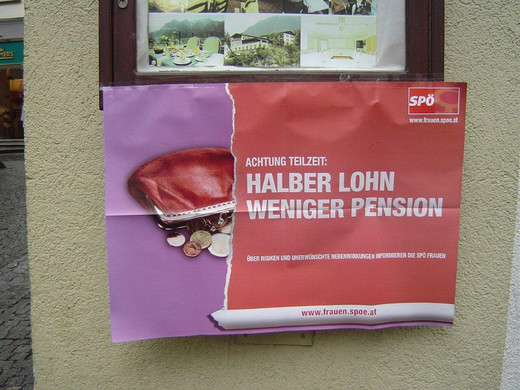 SPÖ
www.frauen.spoe.at
ACHTUNG TEILZEIT:
HALBER LOHN
WENIGER PENSION
ÜBER RISIKEN UND UNERWÜNSCHTE NEBENWIRKUNGEN INFORMIEREN DIE SPÖ FRAUEN
www.frauen.spoe.at